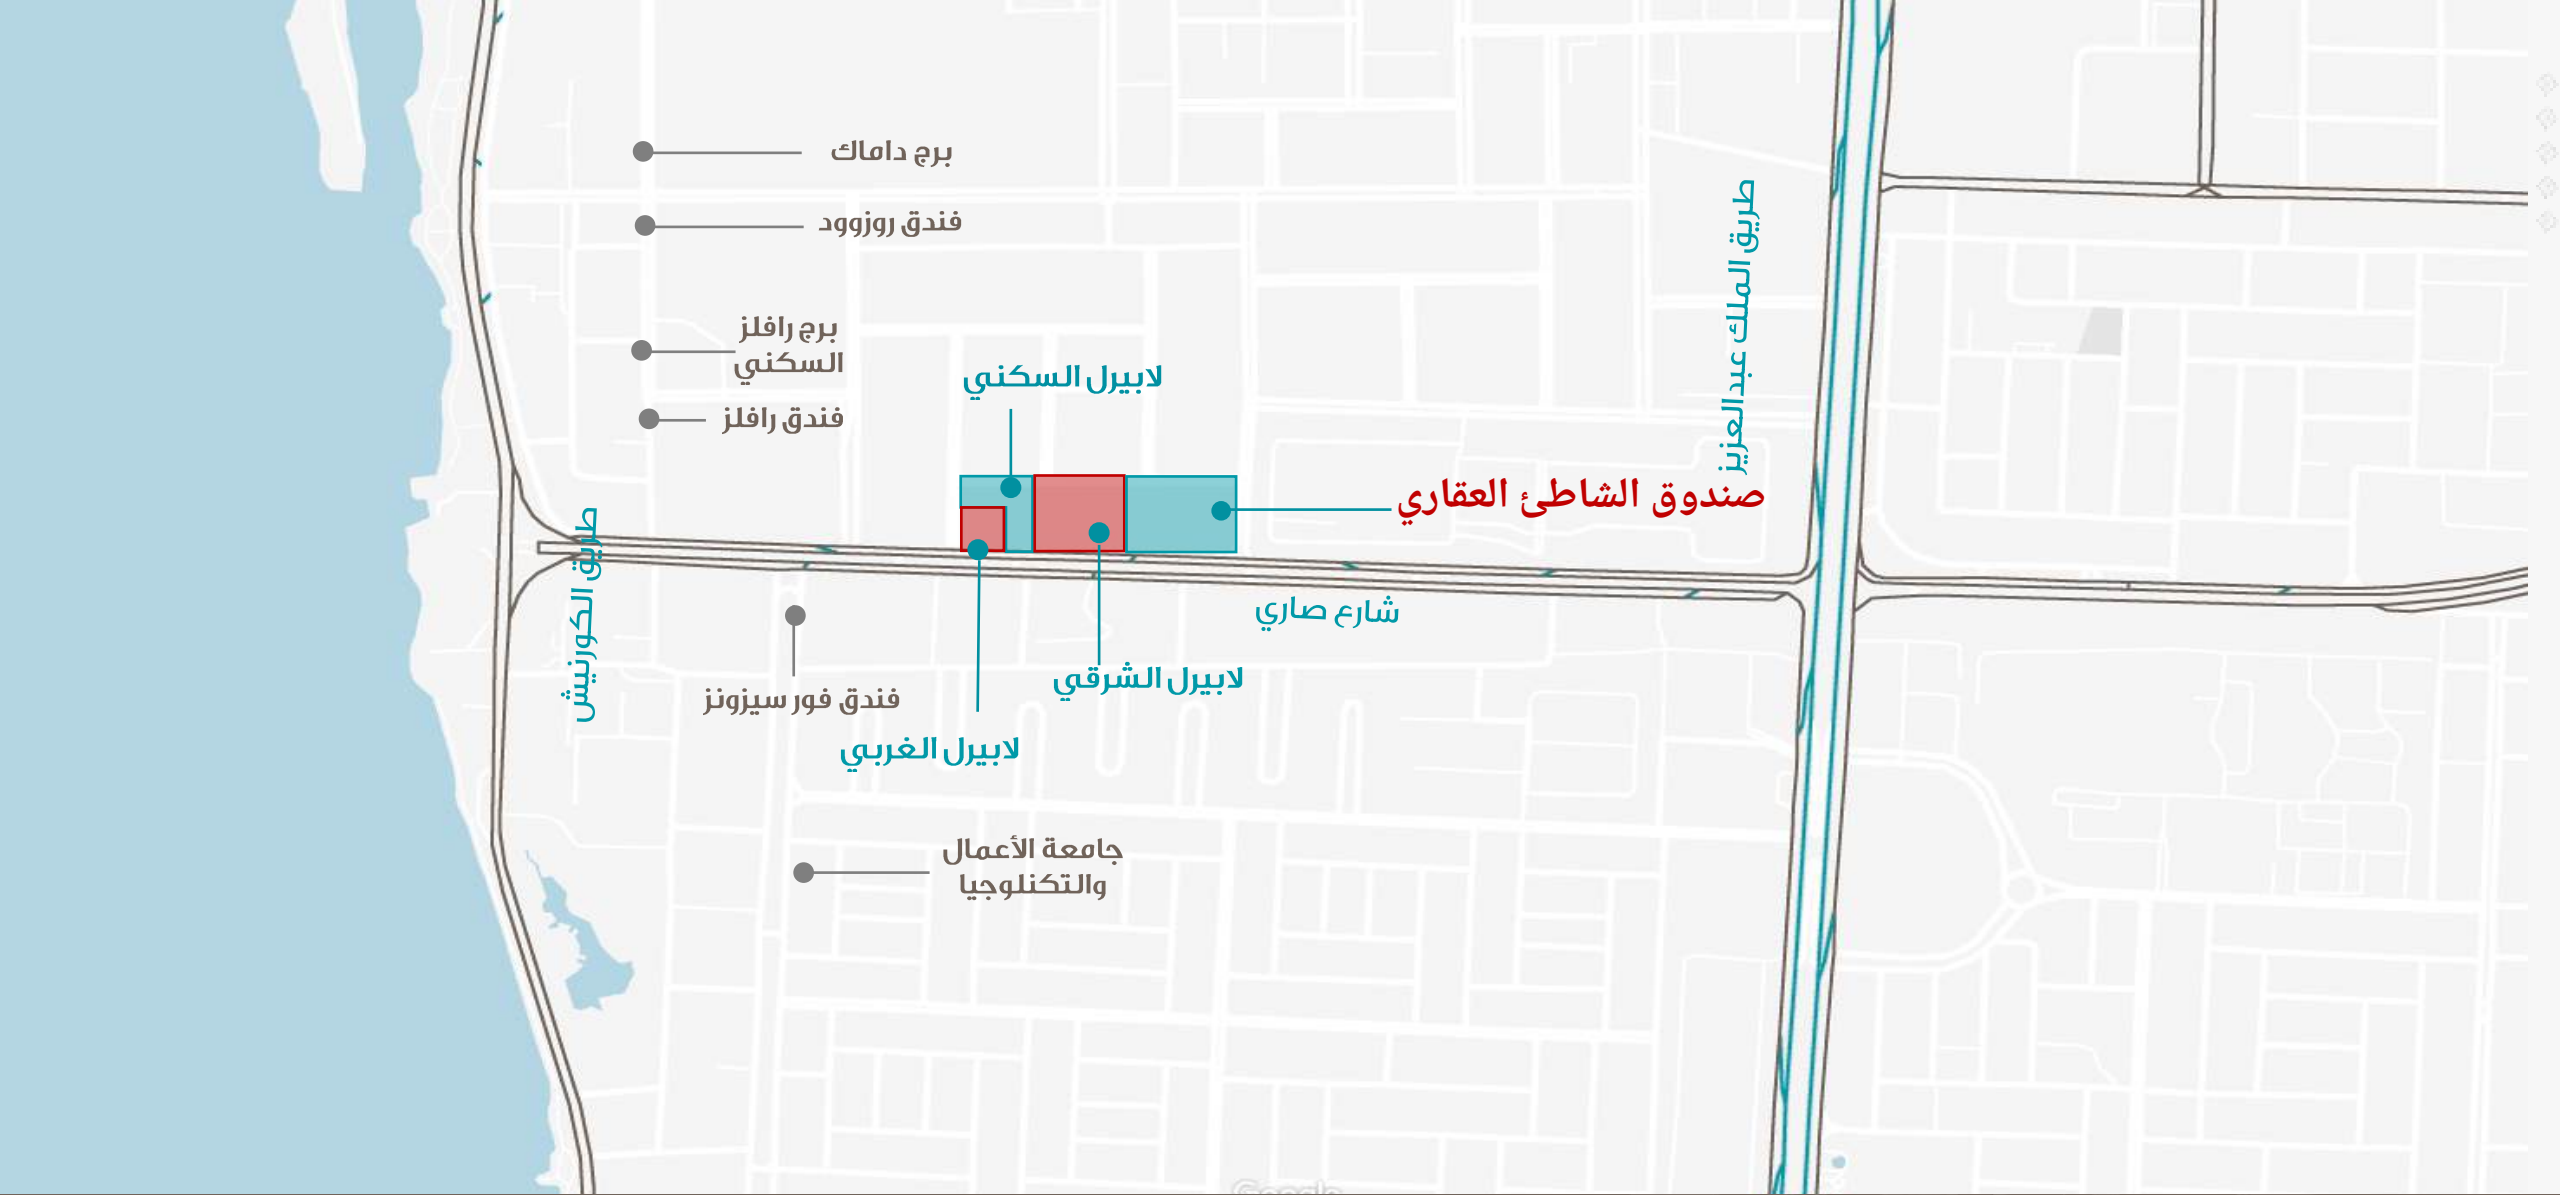 برج داماك
فندق روزوود
طريق الملك عبدالعزيز
برج رافلز
السكني
لابيرل السكني
فندق رافلز
صندوق الشاطئ العقاري
طريق الكورنيش
شارع صاري
لابيرل الشرقي
فندق فور سيزونز
لابيرل الغربي
جامعة الأعمال
والتكنلوجيا
Google